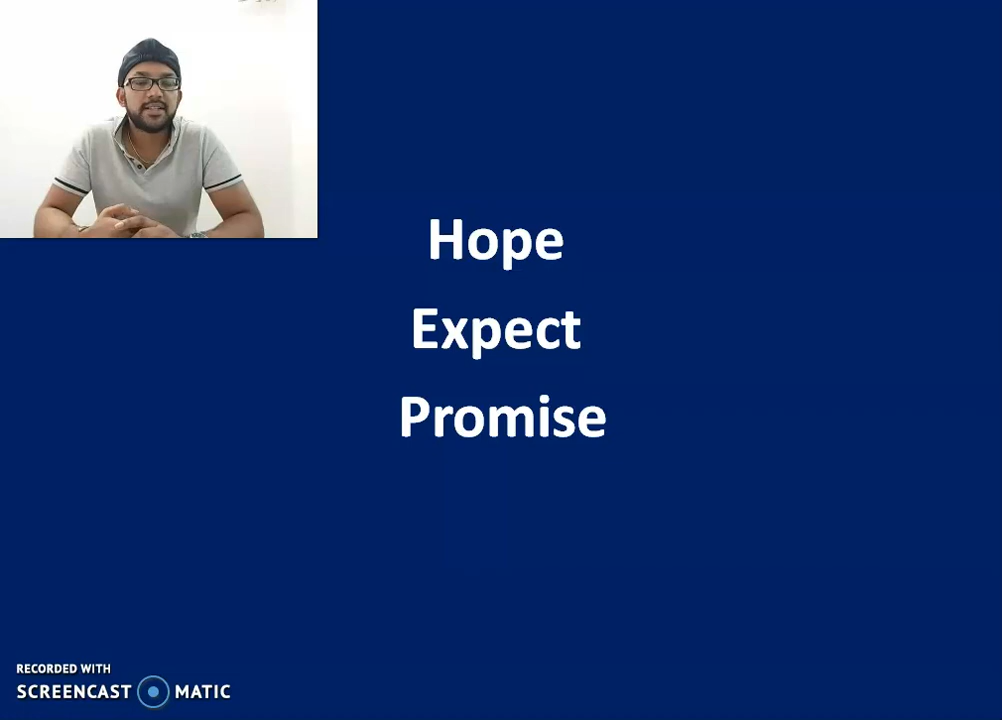 Hope
Expect
Promise
RECORDED WITH
SCREENCAST MATIC